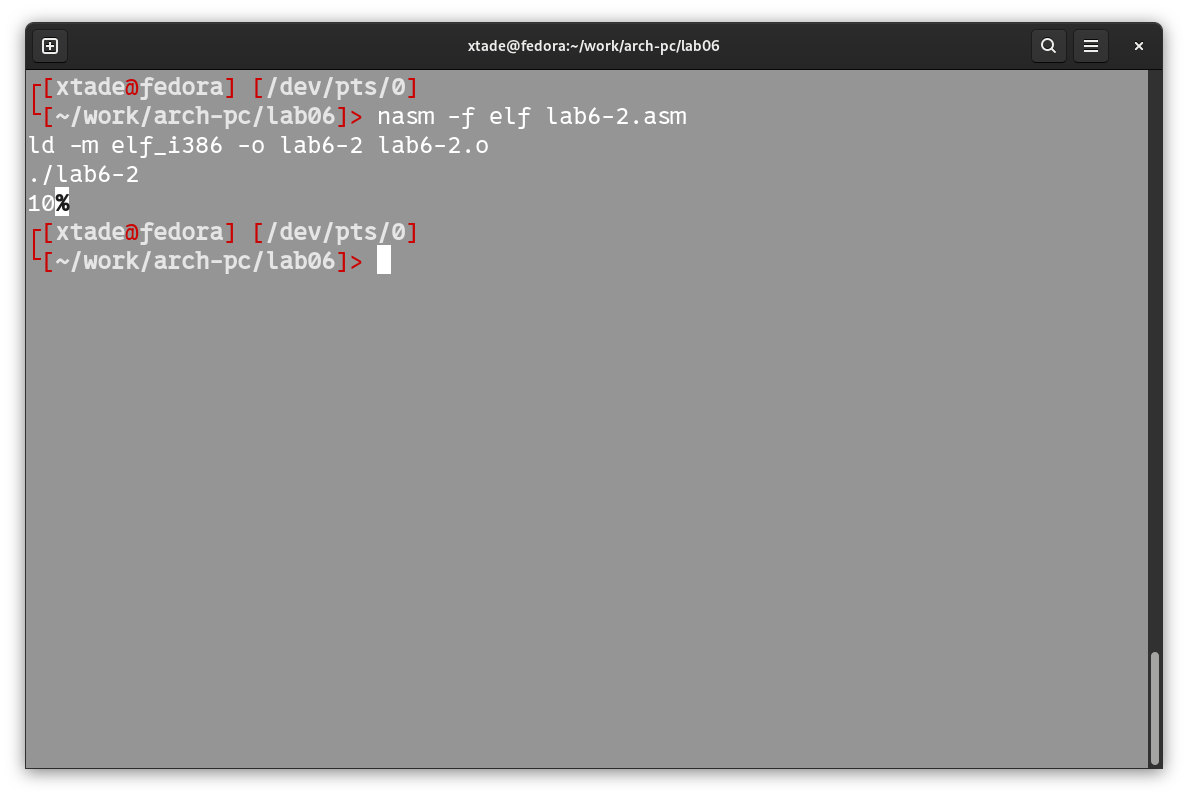 xtade@fedora:~/work/arch-pc/lab06
┌[xtade@fedora] [/dev/pts/0]
└[~/work/arch-pc/lab06]> nasm -f elf lab6-2.asm
ld -m elf_i386 -o lab6-2 lab6-2.o
./lab6-2
10%
┌[xtade@fedora] [/dev/pts/0]
└[~/work/arch-pc/lab06]>